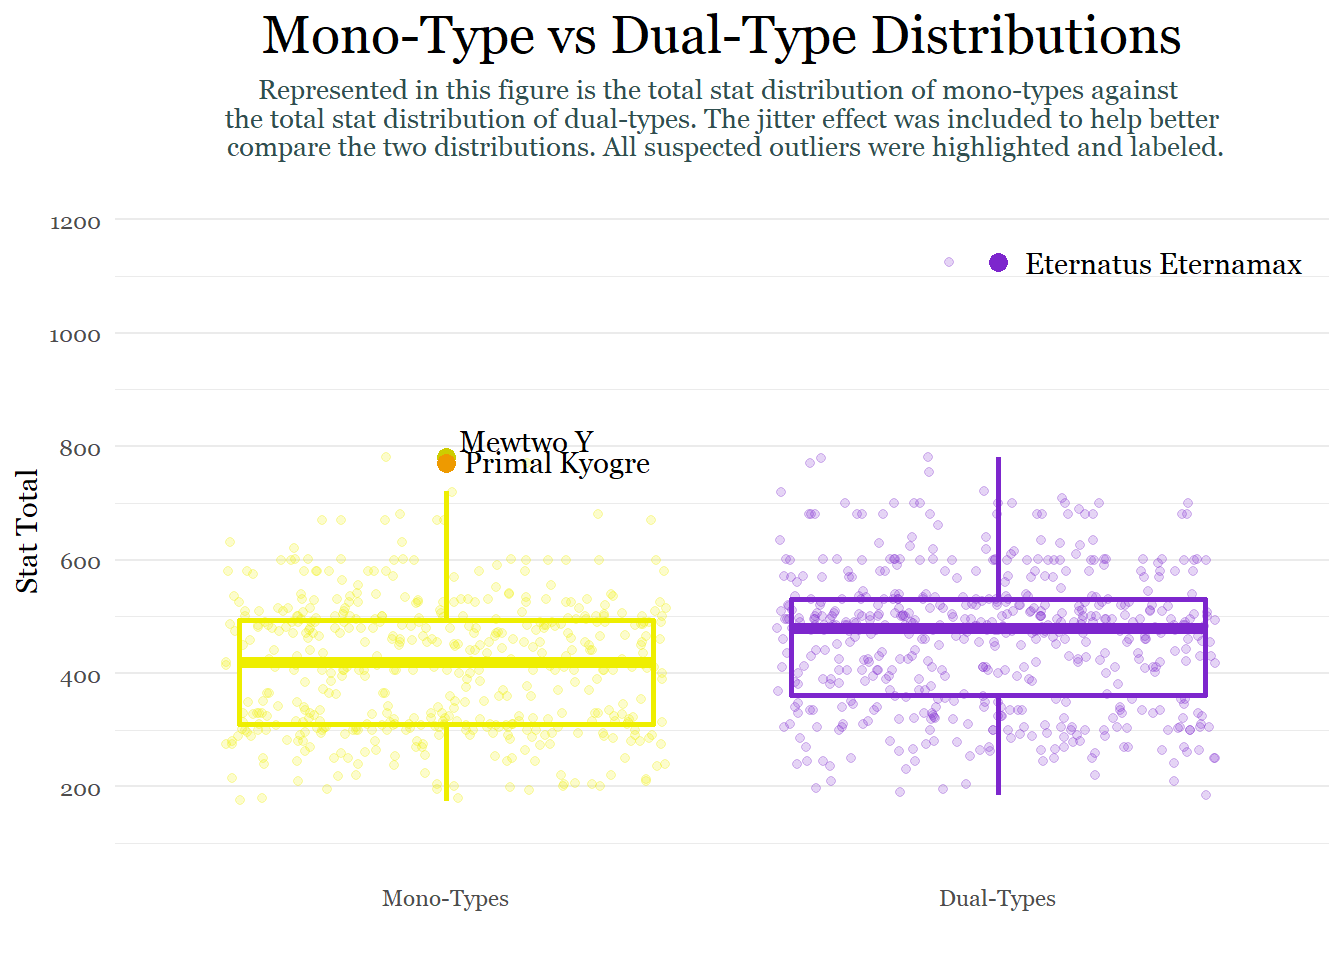 Mono-Type vs Dual-Type Distributions
Represented in this figure is the total stat distribution of mono-types against
the total stat distribution of dual-types. The jitter effect was included to help better
compare the two distributions. All suspected outliers were highlighted and labeled.
1200
Eternatus Eternamax
1000
800
Mewtwo Y
Primal Kyogre
Stat Total
600
400
200
Mono-Types
Dual-Types